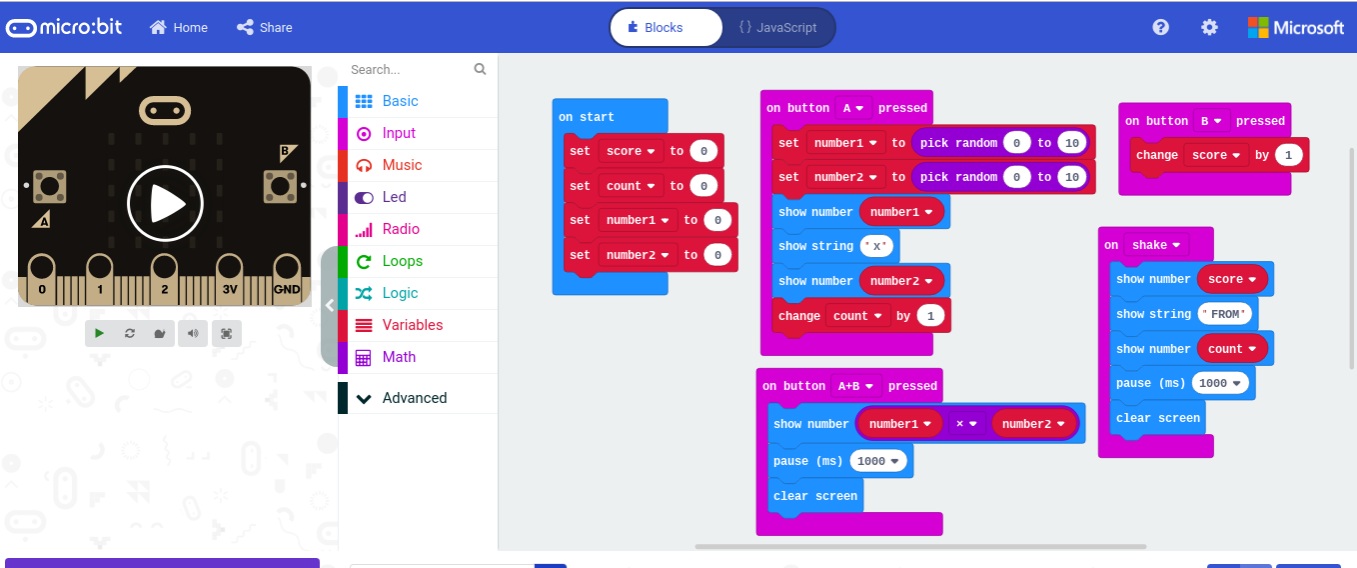 micro:bit Home Share Blocks {} JavaScript ? Microsoft
Search...
Basic
Input
Music
Led
Radio
Loops
Logic
Variables
Math
Advanced
A
B
0 1 2 3V GND
on start
set score to 0
set count to 0
set number1 to 0
set number2 to 0
on button A pressed
set number1 to pick random 0 to 10
set number2 to pick random 0 to 10
show number number1
show string "x"
show number number2
change count by 1
on button A+B pressed
show number number1 × number2
pause (ms) 1000
clear screen
on button B pressed
change score by 1
on shake
show number score
show string "FROM"
show number count
pause (ms) 1000
clear screen